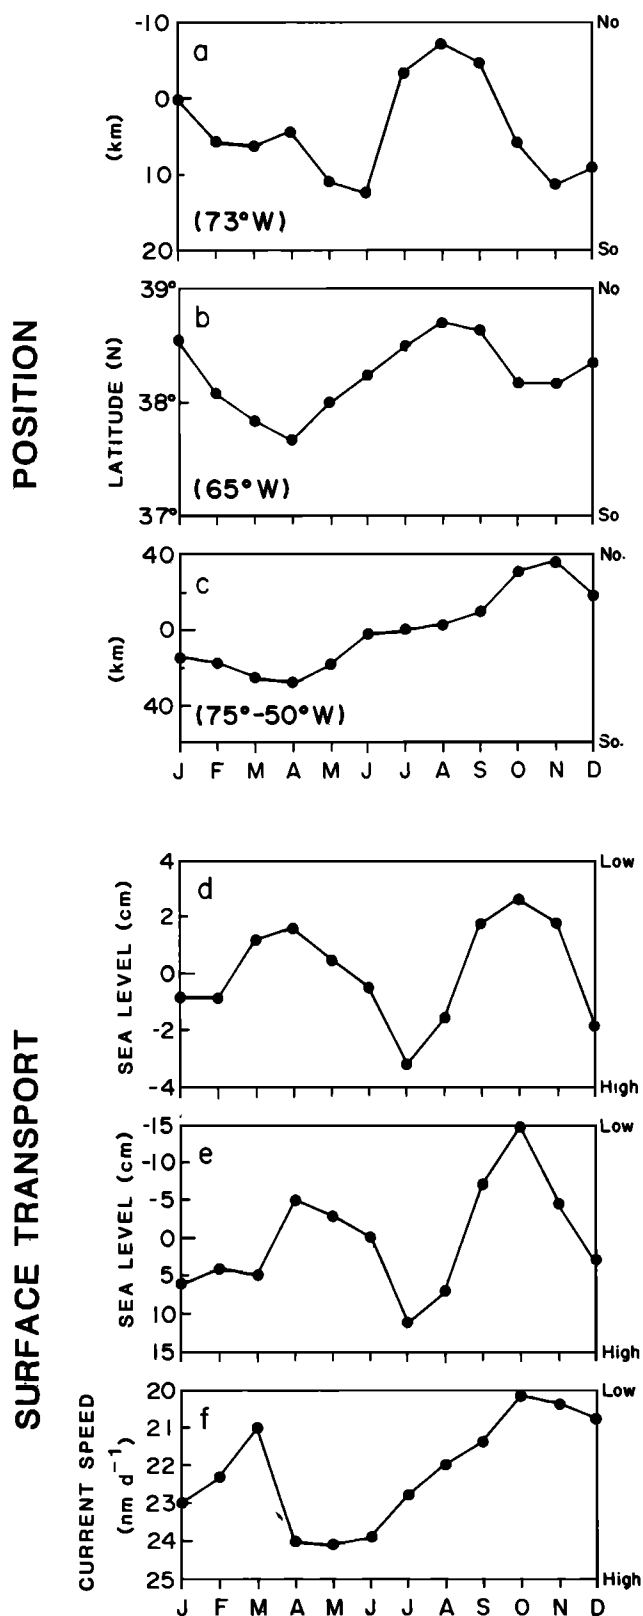 POSITION
a
-10
0
10
20
(km)
(73°W)
No
So
b
39°
38°
37°
LATITUDE (N)
(65°W)
No
So
c
40
0
40
(km)
(75°-50°W)
No.
So.
J F M A M J J A S O N D
SURFACE TRANSPORT
d
4
2
0
-2
-4
SEA LEVEL (cm)
Low
High
e
-15
-10
-5
0
5
10
15
SEA LEVEL (cm)
Low
High
f
20
21
22
23
24
25
CURRENT SPEED
(nm d⁻¹)
Low
High
J F M A M J J A S O N D